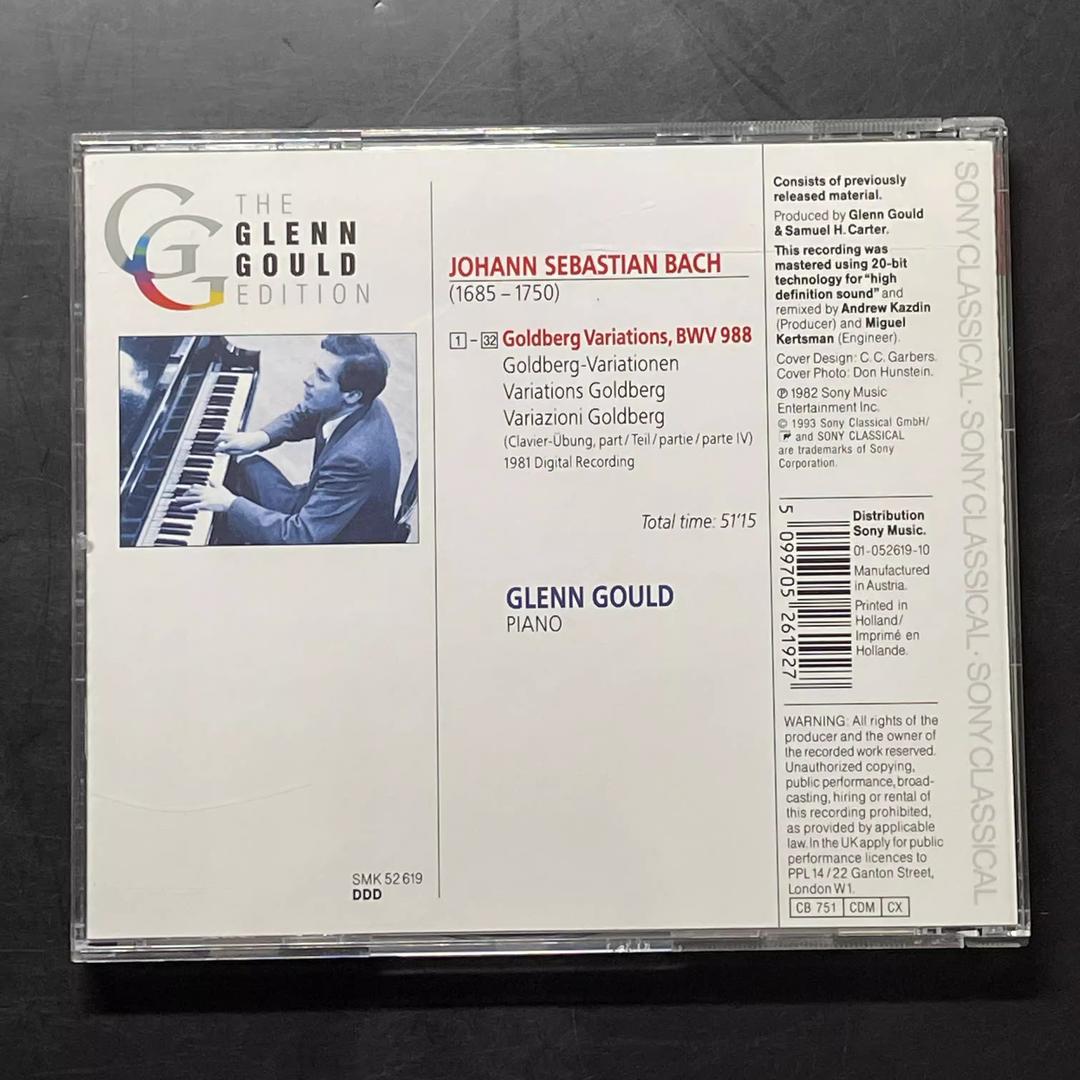 THE
GLENN
GOULD
EDITION
SMK 52 619
DDD
JOHANN SEBASTIAN BACH
(1685 – 1750)
1 – 32 Goldberg Variations, BWV 988
Goldberg-Variationen
Variations Goldberg
Variazioni Goldberg
(Clavier-Übung, part / Teil / partie / parte IV)
1981 Digital Recording
Total time: 51'15
GLENN GOULD
PIANO
Consists of previously
released material.
Produced by Glenn Gould
& Samuel H. Carter.
This recording was
mastered using 20-bit
technology for “high
definition sound” and
remixed by Andrew Kazdin
(Producer) and Miguel
Kertsman (Engineer).
Cover Design: C. C. Garbers.
Cover Photo: Don Hunstein.
℗ 1982 Sony Music
Entertainment Inc.
© 1993 Sony Classical GmbH/
and SONY CLASSICAL
are trademarks of Sony
Corporation.
5 099705 261927
Distribution
Sony Music.
01-052619-10
Manufactured
in Austria.
Printed in
Holland/
Imprimé en
Hollande.
WARNING: All rights of the
producer and the owner of
the recorded work reserved.
Unauthorized copying,
public performance, broad-
casting, hiring or rental of
this recording prohibited,
as provided by applicable
law. In the UK apply for public
performance licences to
PPL 14 / 22 Ganton Street,
London W1.
CB 751 CDM CX
SONY CLASSICAL · SONY CLASSICAL · SONY CLASSICAL